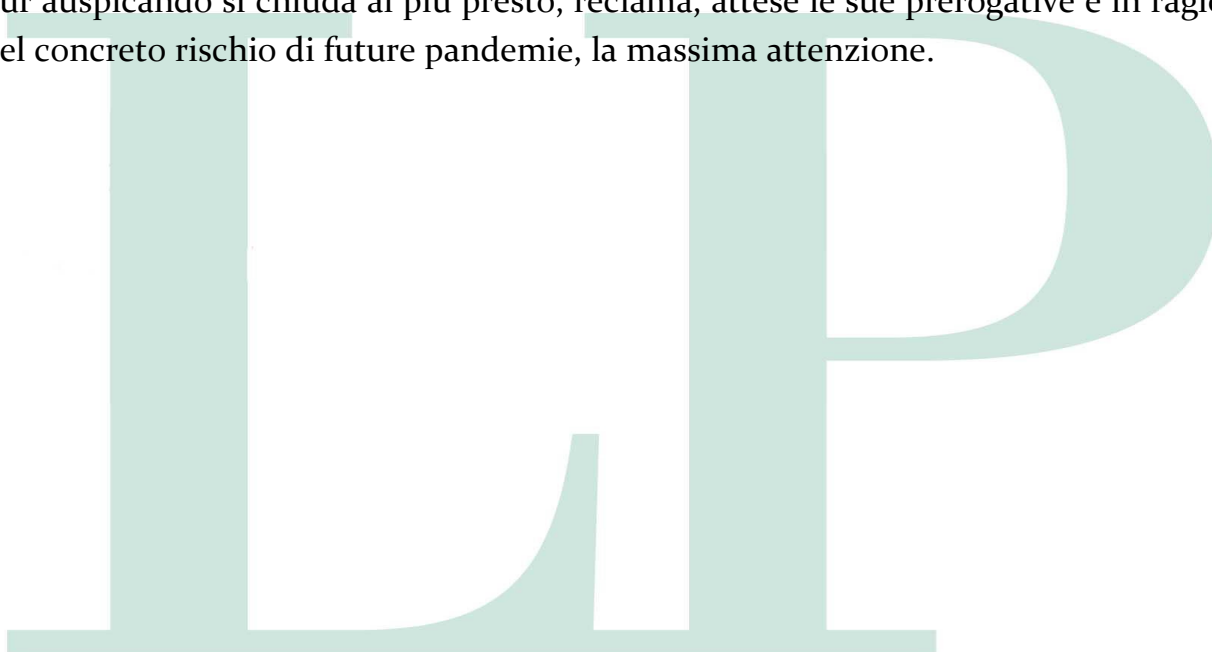 ur auspicando si chiuda al più presto, reclama, attese le sue prerogative e in ragio
el concreto rischio di future pandemie, la massima attenzione.
LP